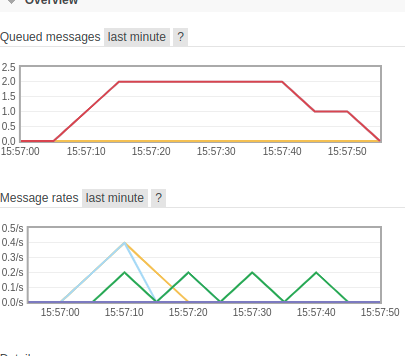 Overview
Queued messages last minute ?
2.5
2.0
1.5
1.0
0.5
0.0
15:57:00 15:57:10 15:57:20 15:57:30 15:57:40 15:57:50
Message rates last minute ?
0.5/s
0.4/s
0.3/s
0.2/s
0.1/s
0.0/s
15:57:00 15:57:10 15:57:20 15:57:30 15:57:40 15:57:50